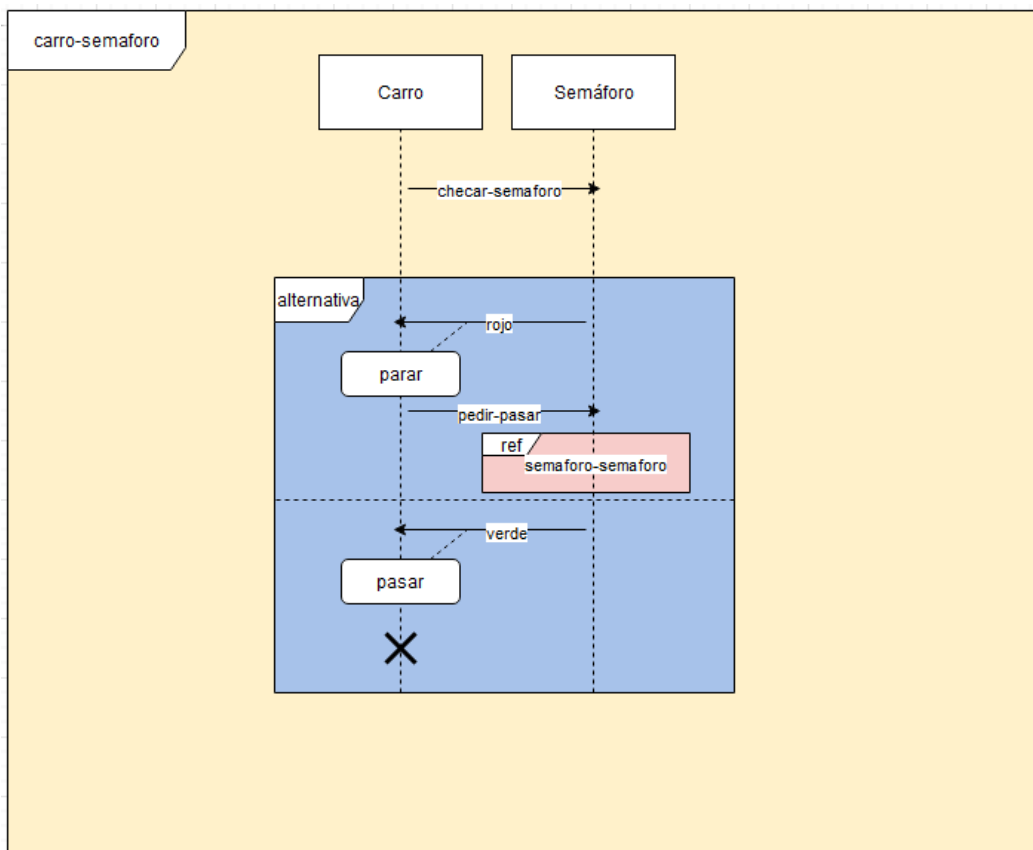 carro-semaforo
Carro
Semáforo
checar-semaforo
alternativa
rojo
parar
pedir-pasar
ref
semaforo-semaforo
verde
pasar